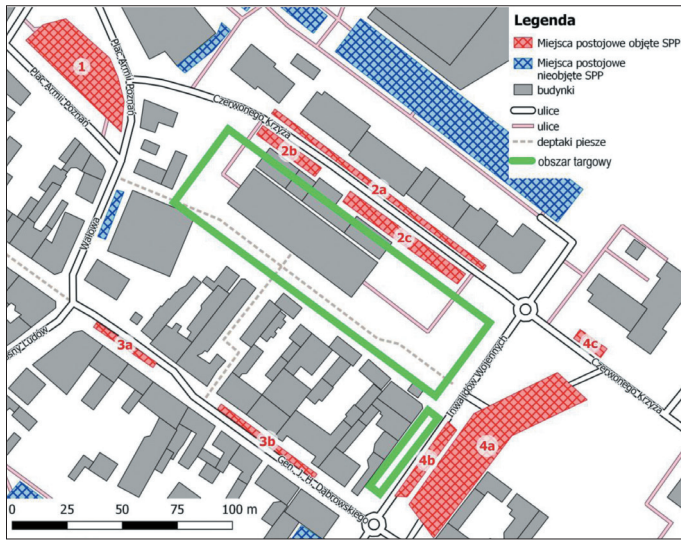 Legenda
Miejsca postojowe objęte SPP
Miejsca postojowe
nieobjęte SPP
budynki
ulice
ulice
deptaki piesze
obszar targowy
1
Plac Armii Poznań
Plac Armii Poznań
Czerwonego Krzyża
2b
2a
2c
Wałowa
3a
4c
Czerwonego Krzyża
Inwalidów Wojennych
3b
4b
4a
Gen. J. H. Dąbrowskiego
0 25 50 75 100 m